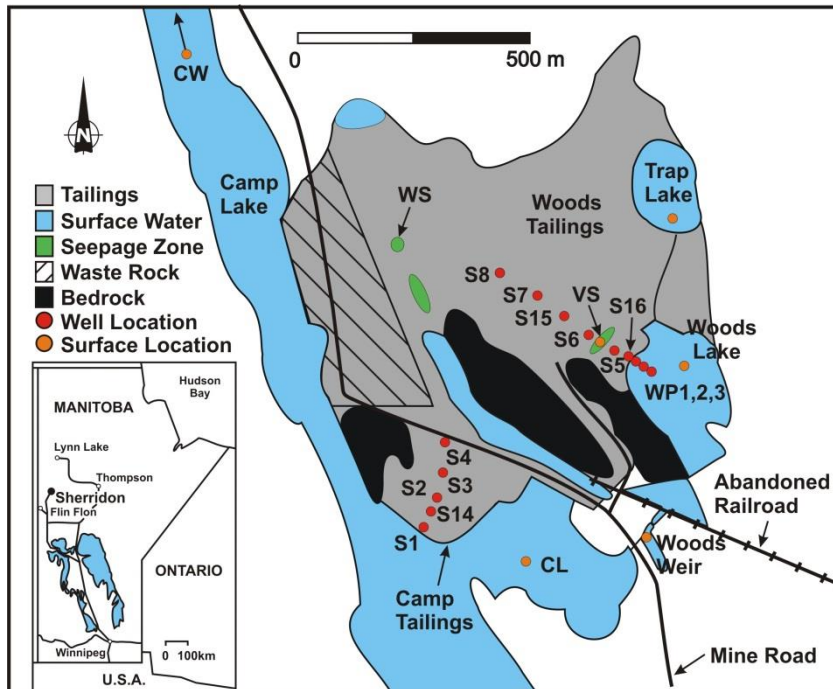 CW
0
500 m
N
Camp
Lake
WS
Woods
Tailings
Trap
Lake
Tailings
Surface Water
Seepage Zone
Waste Rock
Bedrock
Well Location
Surface Location
S8
S7
S15
VS
S16
S6
S5
Woods
Lake
WP1,2,3
S4
S3
S2
S14
S1
Camp
Tailings
CL
Abandoned
Railroad
Woods
Weir
Mine Road
Hudson
Bay
MANITOBA
Lynn Lake
Thompson
Sherridon
Flin Flon
ONTARIO
0 100km
Winnipeg
U.S.A.